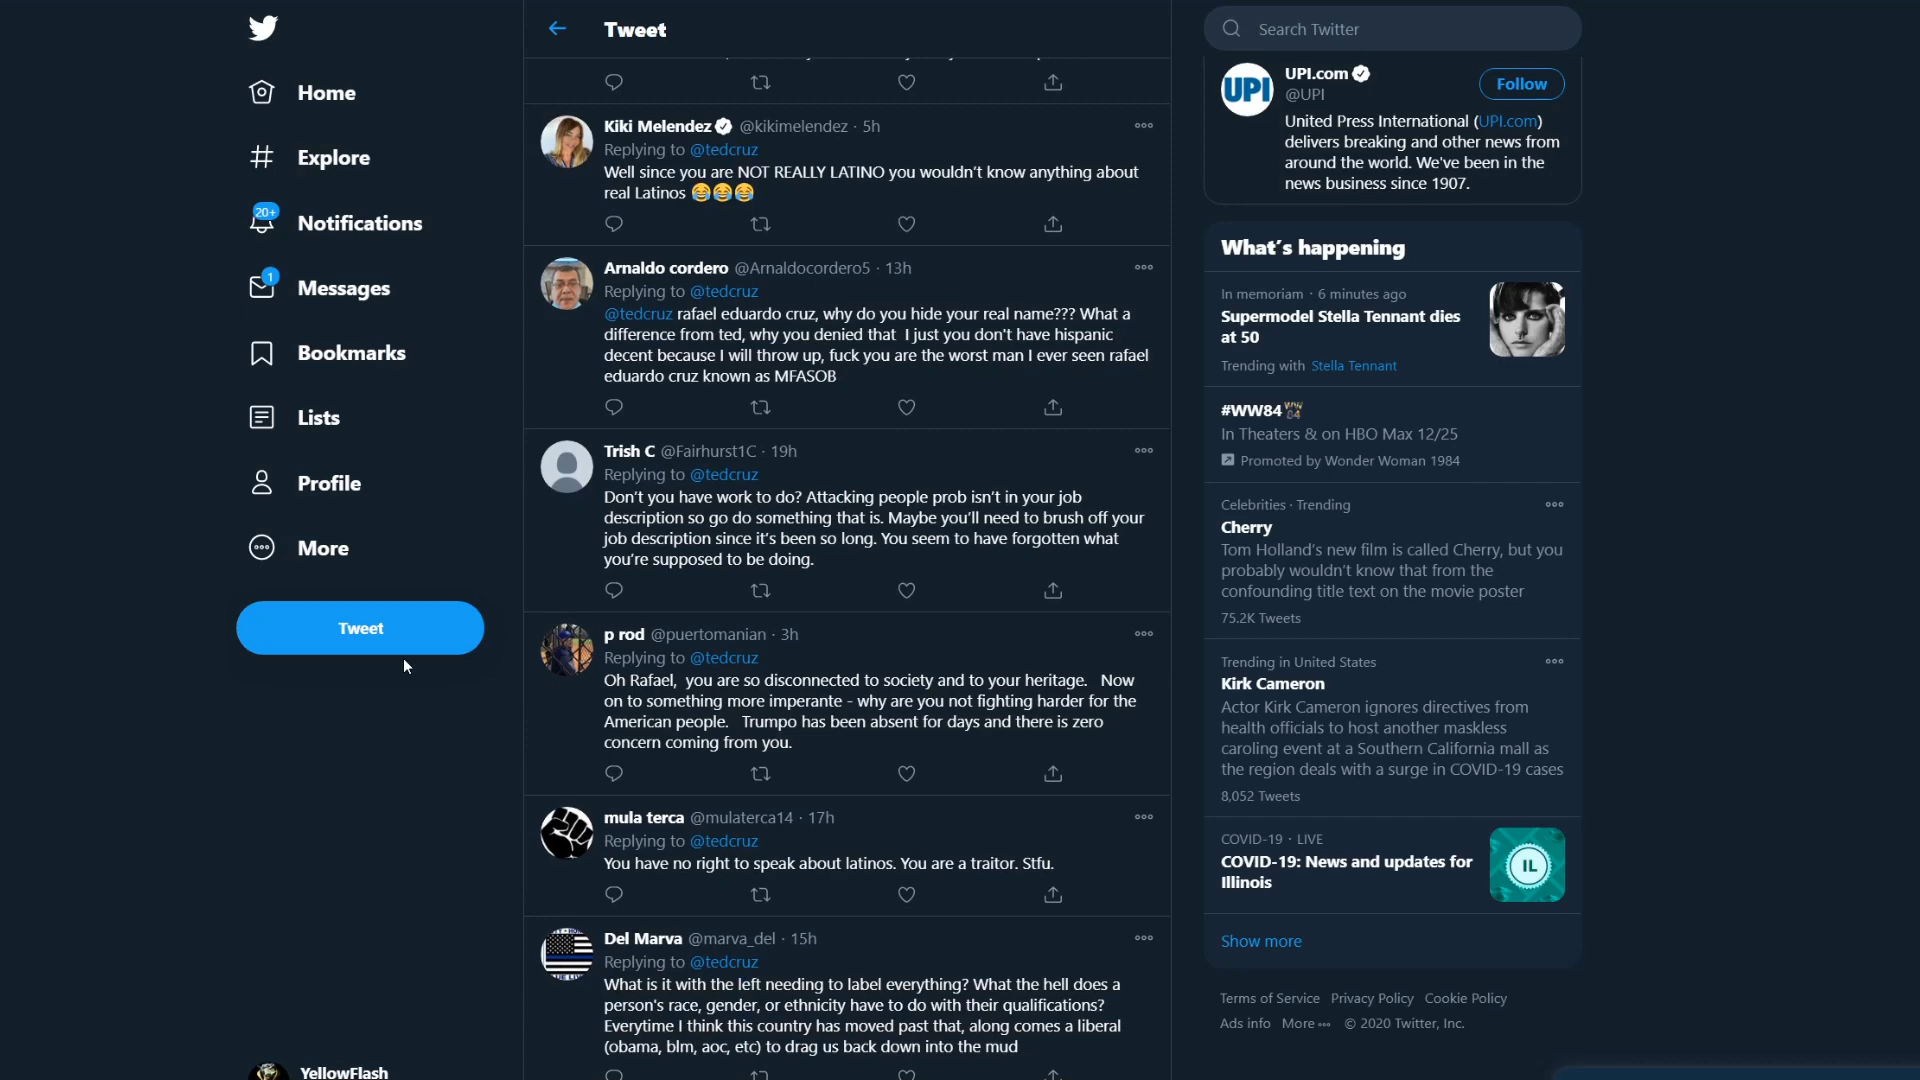 Home
Explore
20+
Notifications
1
Messages
Bookmarks
Lists
Profile
More
Tweet
YellowFlash
Tweet
Kiki Melendez @kikimelendez · 5h
Replying to @tedcruz
Well since you are NOT REALLY LATINO you wouldn't know anything about
real Latinos 😂😂😂
Arnaldo cordero @Arnaldocordero5 · 13h
Replying to @tedcruz
@tedcruz rafael eduardo cruz, why do you hide your real name??? What a
difference from ted, why you denied that  I just you don't have hispanic
decent because I will throw up, fuck you are the worst man I ever seen rafael
eduardo cruz known as MFASOB
Trish C @Fairhurst1C · 19h
Replying to @tedcruz
Don't you have work to do? Attacking people prob isn't in your job
description so go do something that is. Maybe you'll need to brush off your
job description since it's been so long. You seem to have forgotten what
you're supposed to be doing.
p rod @puertomanian · 3h
Replying to @tedcruz
Oh Rafael,  you are so disconnected to society and to your heritage.   Now
on to something more imperante - why are you not fighting harder for the
American people.   Trumpo has been absent for days and there is zero
concern coming from you.
mula terca @mulaterca14 · 17h
Replying to @tedcruz
You have no right to speak about latinos. You are a traitor. Stfu.
Del Marva @marva_del · 15h
Replying to @tedcruz
What is it with the left needing to label everything? What the hell does a
person's race, gender, or ethnicity have to do with their qualifications?
Everytime I think this country has moved past that, along comes a liberal
(obama, blm, aoc, etc) to drag us back down into the mud
Search Twitter
UPI
UPI.com
@UPI
Follow
United Press International (UPI.com)
delivers breaking and other news from
around the world. We've been in the
news business since 1907.
What's happening
In memoriam · 6 minutes ago
Supermodel Stella Tennant dies
at 50
Trending with Stella Tennant
#WW84
In Theaters & on HBO Max 12/25
Promoted by Wonder Woman 1984
Celebrities · Trending
Cherry
Tom Holland's new film is called Cherry, but you
probably wouldn't know that from the
confounding title text on the movie poster
75.2K Tweets
Trending in United States
Kirk Cameron
Actor Kirk Cameron ignores directives from
health officials to host another maskless
caroling event at a Southern California mall as
the region deals with a surge in COVID-19 cases
8,052 Tweets
COVID-19 · LIVE
COVID-19: News and updates for
Illinois
IL
Show more
Terms of Service Privacy Policy Cookie Policy
Ads info More © 2020 Twitter, Inc.